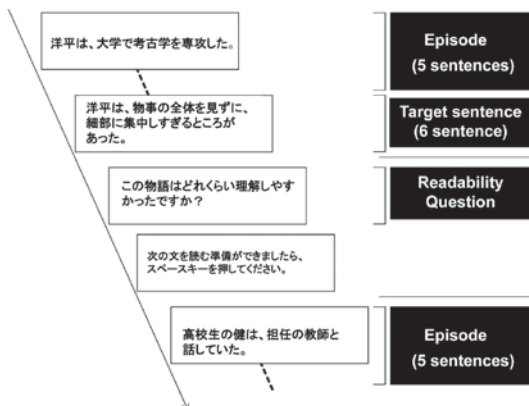 洋平は、大学で考古学を専攻した。
Episode
(5 sentences)
洋平は、物事の全体を見ずに、
細部に集中しすぎるところが
あった。
Target sentence
(6 sentence)
この物語はどれくらい理解しやす
かったですか？
Readability
Question
次の文を読む準備ができましたら、
スペースキーを押してください。
高校生の健は、担任の教師と
話していた。
Episode
(5 sentences)